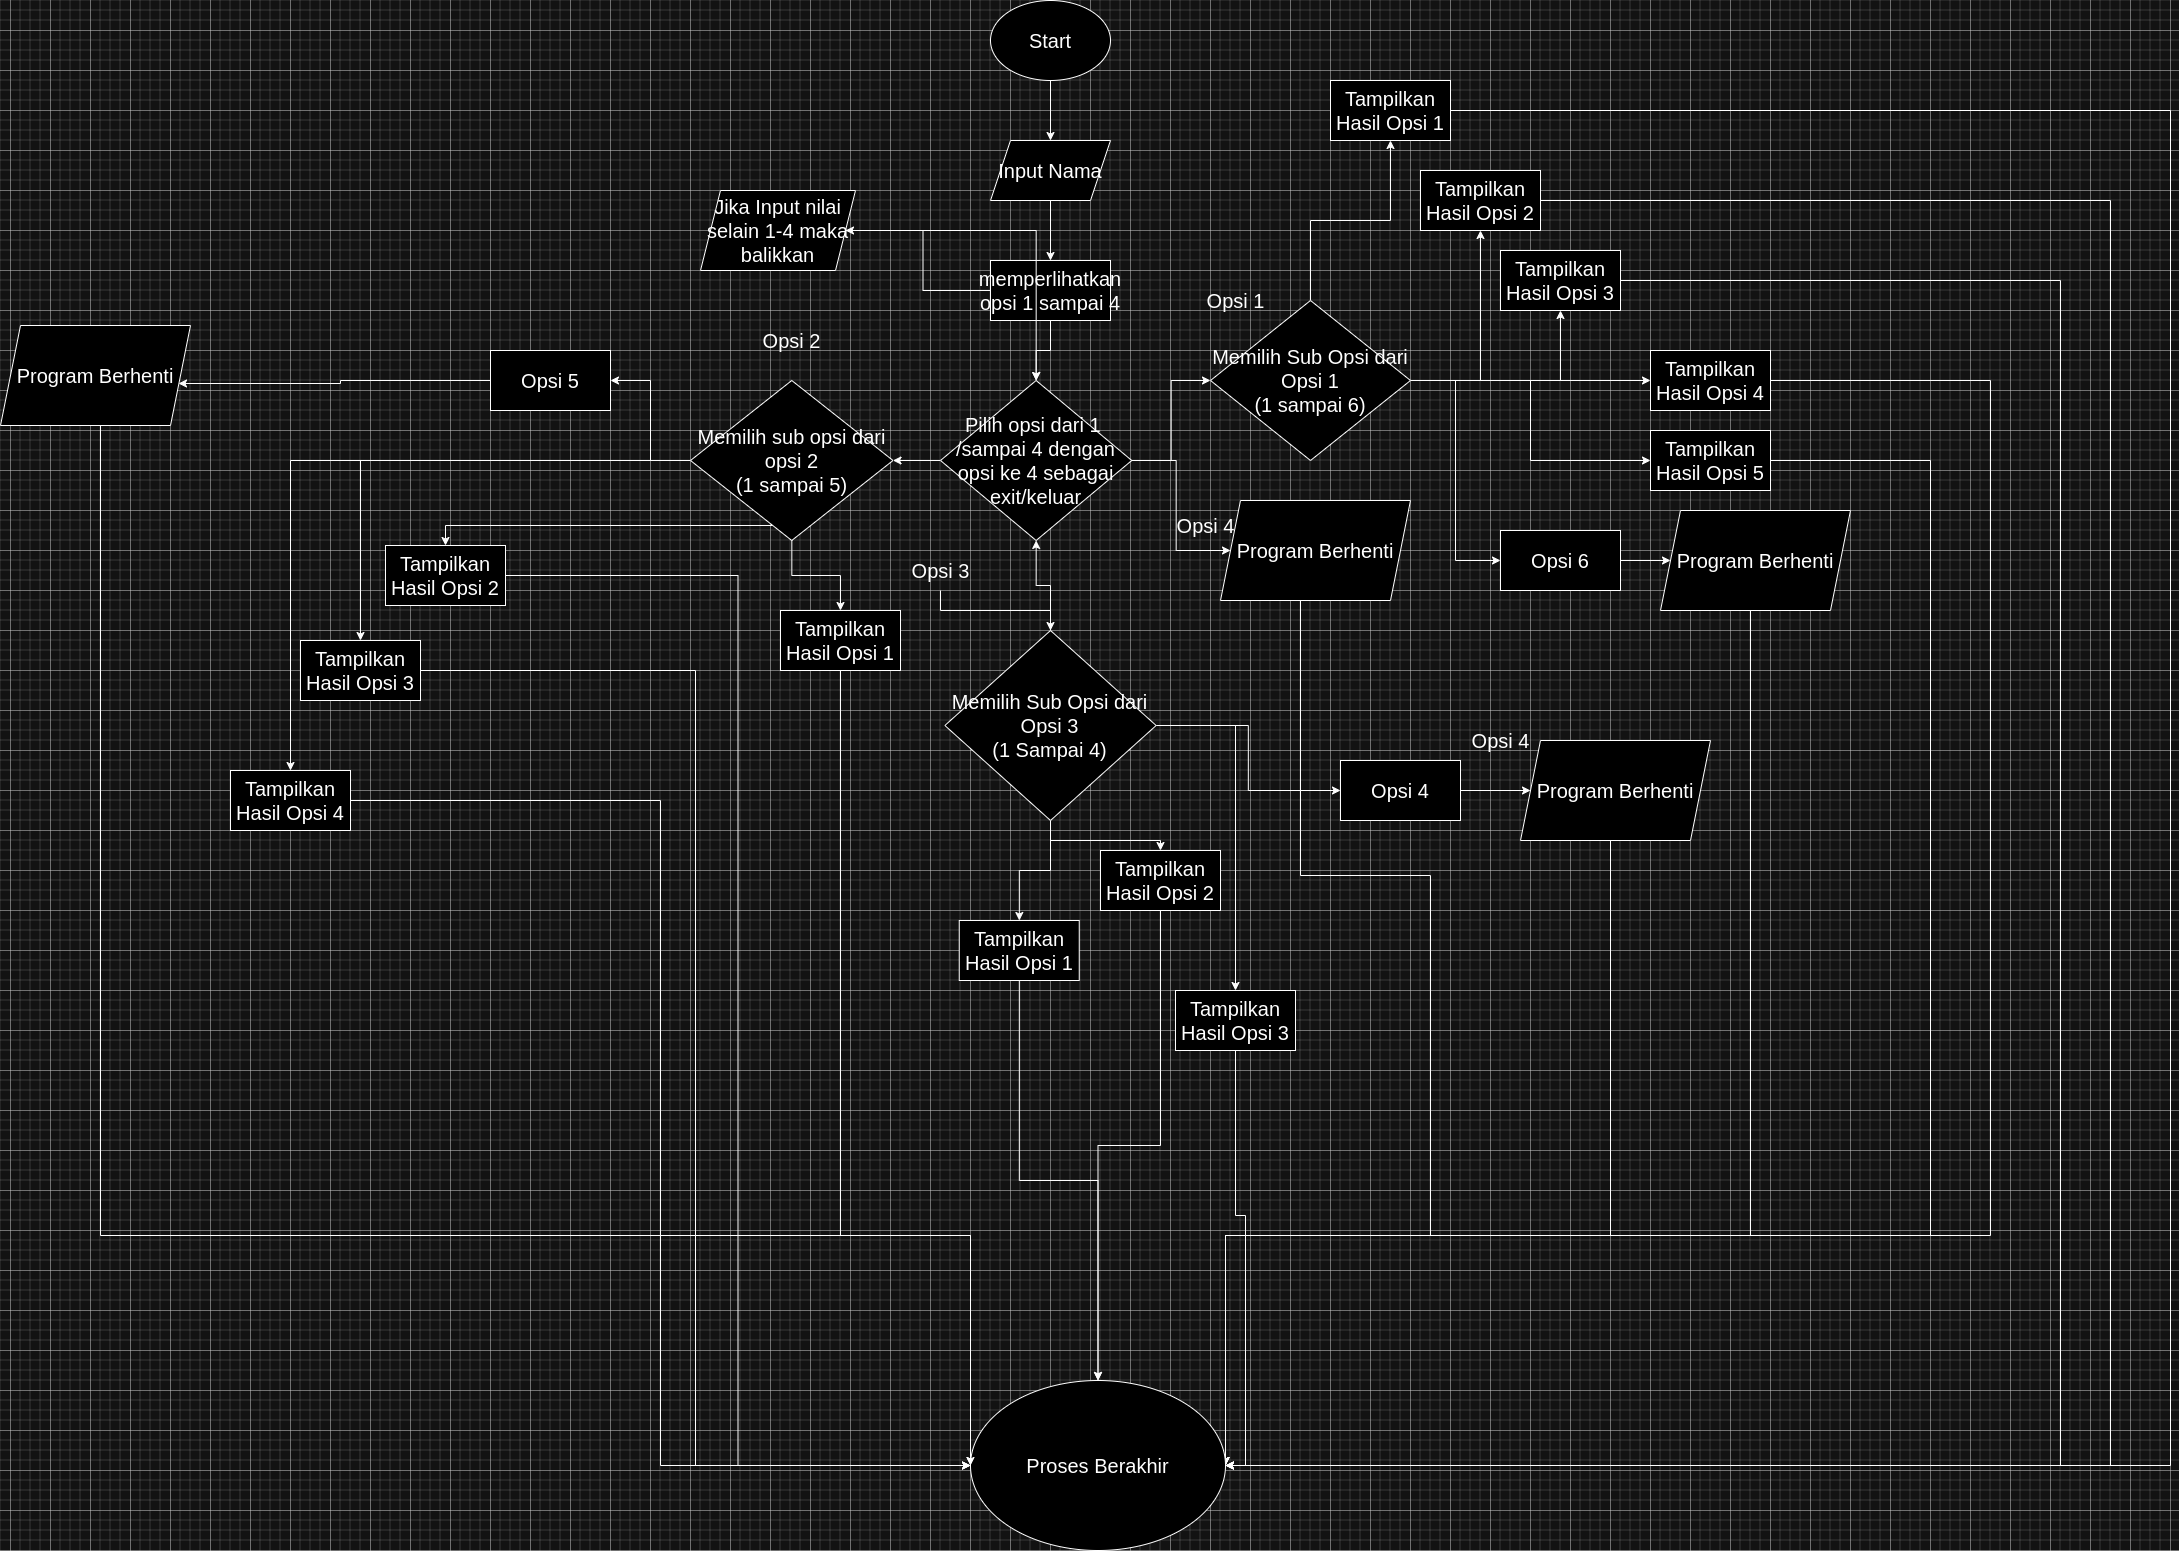 Start
Tampilkan
Hasil Opsi 1
Input Nama
Tampilkan
Hasil Opsi 2
Jika Input nilai
selain 1-4 maka
balikkan
memperlihatkan
opsi 1 sampai 4
Tampilkan
Hasil Opsi 3
Opsi 1
Opsi 2
Program Berhenti
Opsi 5
Memilih Sub Opsi dari
Opsi 1
(1 sampai 6)
Tampilkan
Hasil Opsi 4
Memilih sub opsi dari
opsi 2
(1 sampai 5)
Pilih opsi dari 1
/sampai 4 dengan
opsi ke 4 sebagai
exit/keluar
Tampilkan
Hasil Opsi 5
Opsi 4
Program Berhenti
Opsi 6
Program Berhenti
Tampilkan
Hasil Opsi 2
Opsi 3
Tampilkan
Hasil Opsi 1
Tampilkan
Hasil Opsi 3
Memilih Sub Opsi dari
Opsi 3
(1 Sampai 4)
Opsi 4
Opsi 4
Program Berhenti
Tampilkan
Hasil Opsi 4
Tampilkan
Hasil Opsi 2
Tampilkan
Hasil Opsi 1
Tampilkan
Hasil Opsi 3
Proses Berakhir